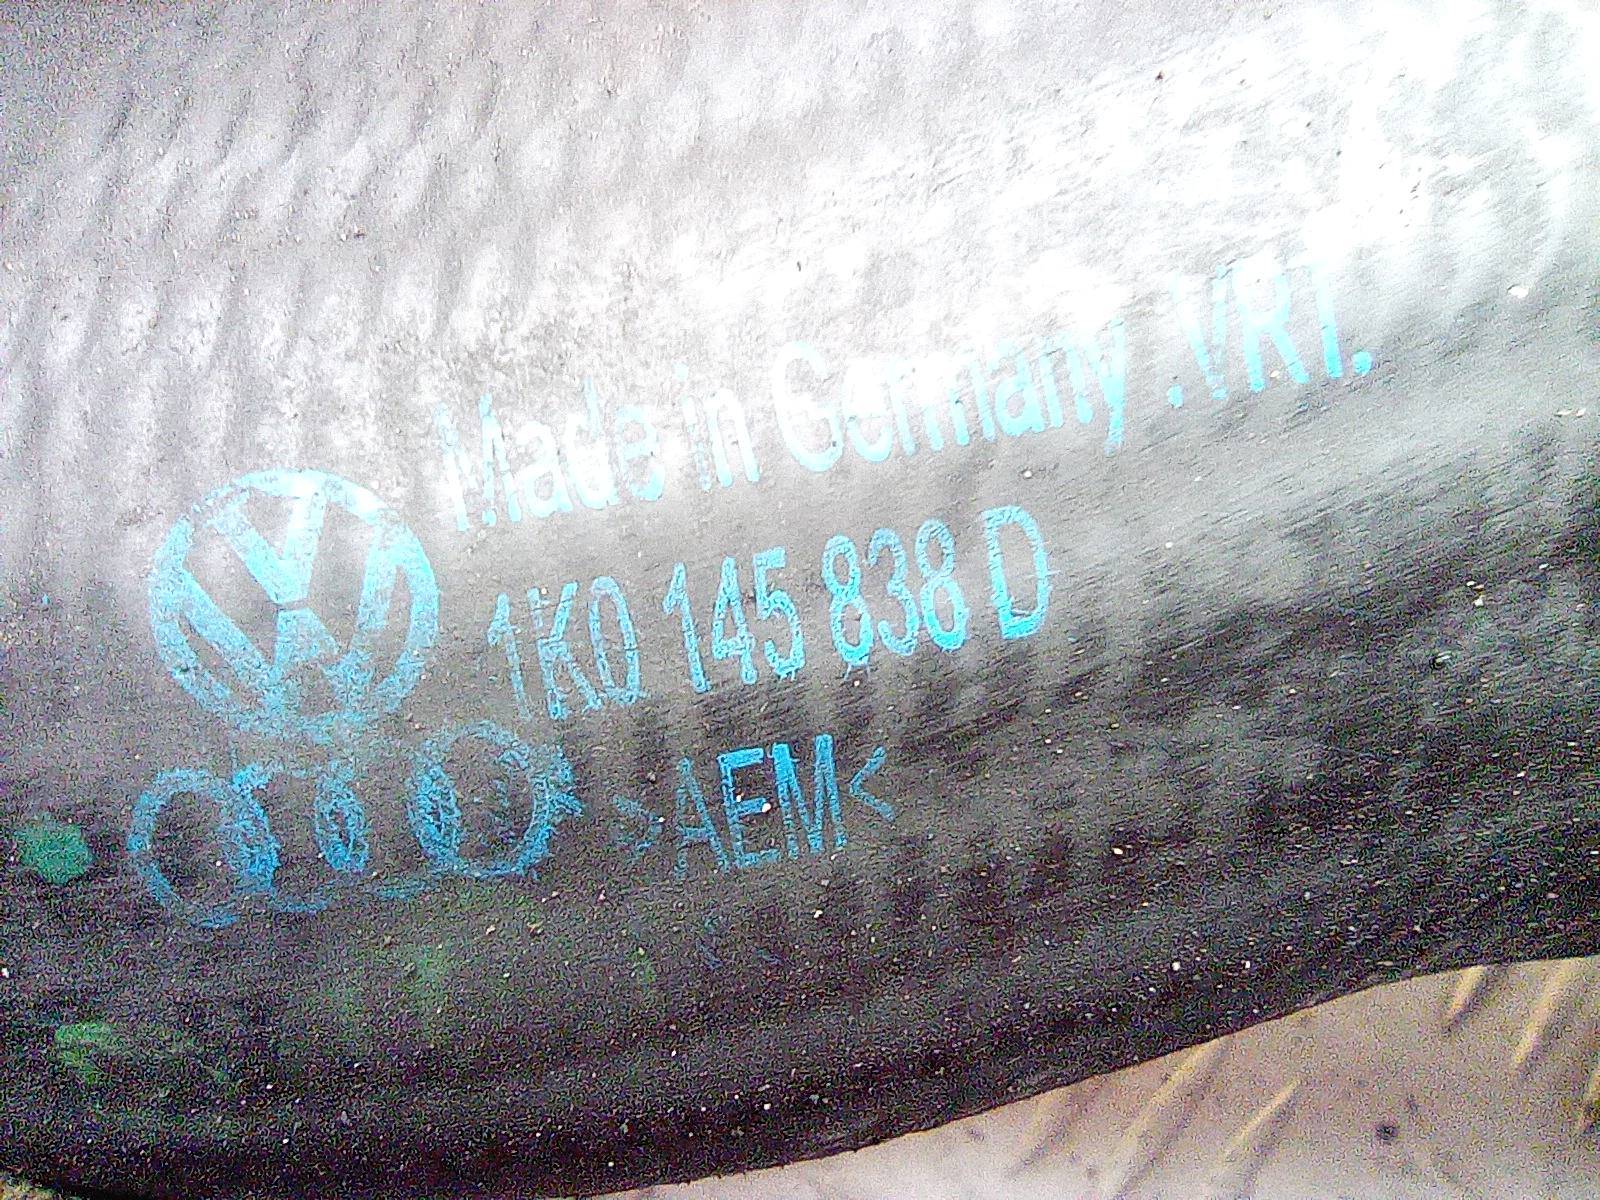 Made in Germany .VRT.
1K0 145 838 D
>AEM<